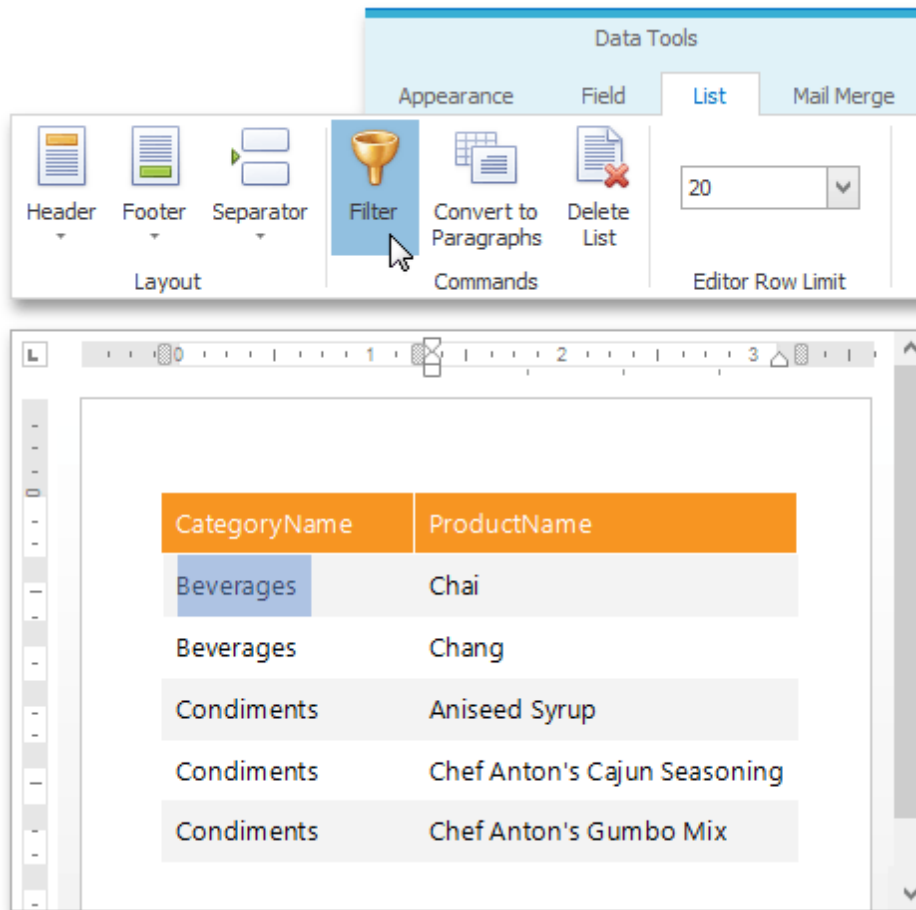 Data Tools
Appearance Field List Mail Merge
Header Footer Separator Filter Convert to Paragraphs Delete List 20
Layout Commands Editor Row Limit
L 0 1 2 3
0
CategoryName ProductName
Beverages Chai
Beverages Chang
Condiments Aniseed Syrup
Condiments Chef Anton's Cajun Seasoning
Condiments Chef Anton's Gumbo Mix